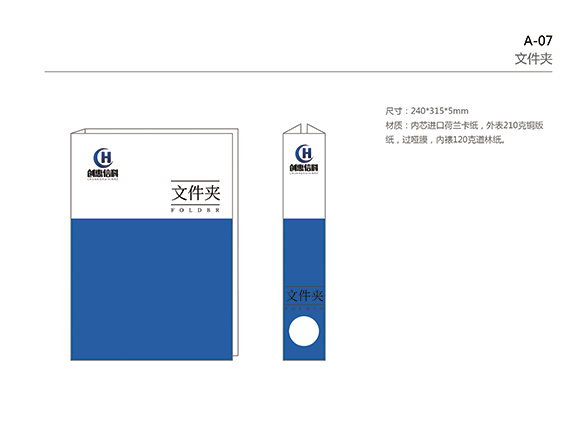 A-07
文件夹
尺寸：240*315*5mm
材质：内芯进口荷兰卡纸，外表210克铜版
纸，过哑膜，内裱120克道林纸。
创惠信科
文件夹
FOLDER
创惠信科
文件夹